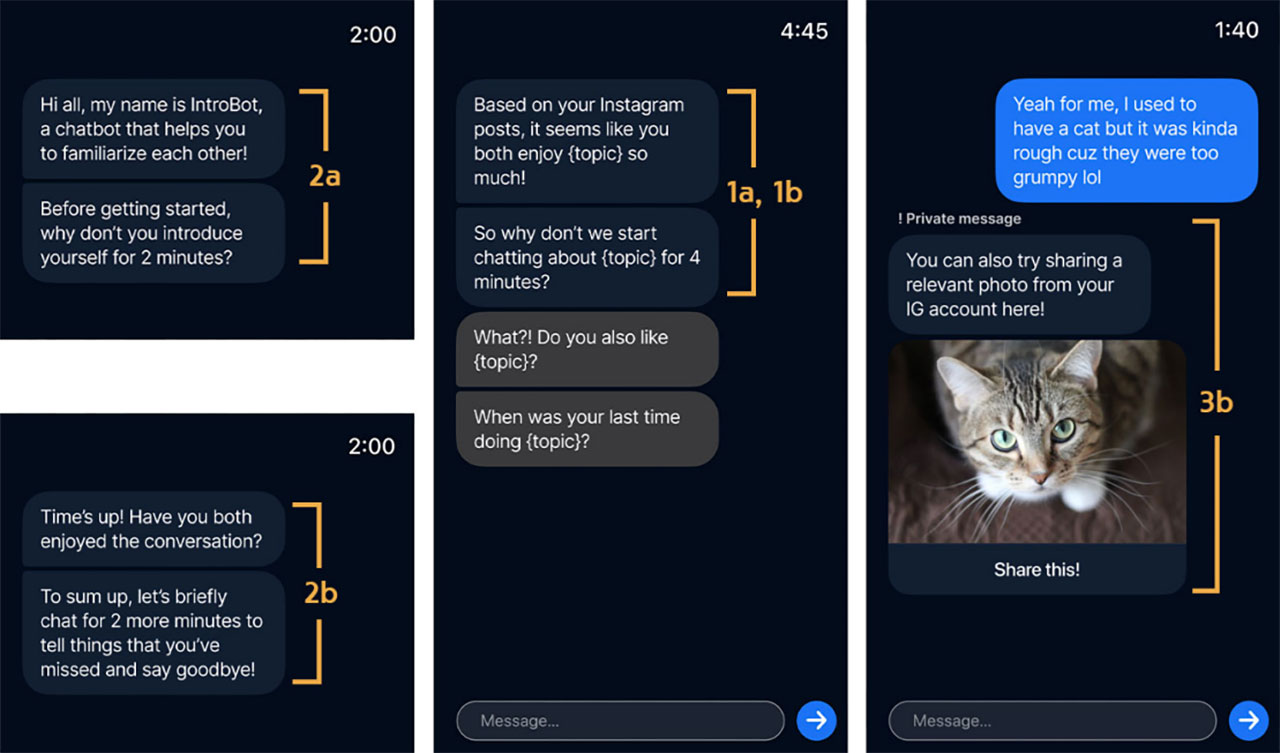 2:00
Hi all, my name is IntroBot,
a chatbot that helps you
to familiarize each other!
2a
Before getting started,
why don't you introduce
yourself for 2 minutes?
2:00
Time's up! Have you both
enjoyed the conversation?
2b
To sum up, let's briefly
chat for 2 more minutes to
tell things that you've
missed and say goodbye!
4:45
Based on your Instagram
posts, it seems like you
both enjoy {topic} so
much!
1a, 1b
So why don't we start
chatting about {topic} for 4
minutes?
What?! Do you also like
{topic}?
When was your last time
doing {topic}?
Message...
1:40
Yeah for me, I used to
have a cat but it was kinda
rough cuz they were too
grumpy lol
! Private message
You can also try sharing a
relevant photo from your
IG account here!
3b
Share this!
Message...